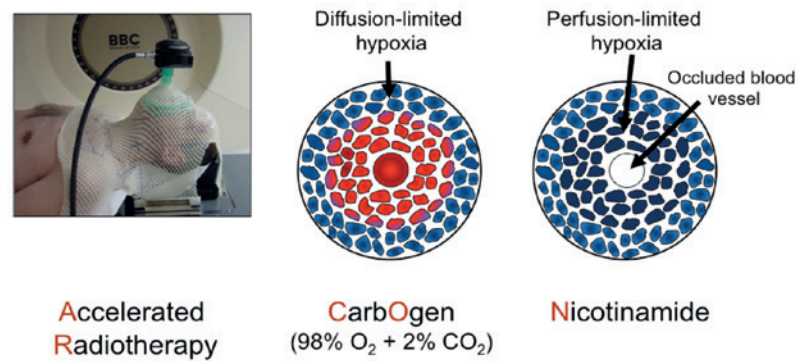 BBC
Diffusion-limited
hypoxia
Perfusion-limited
hypoxia
Occluded blood
vessel
Accelerated
Radiotherapy
CarbOgen
(98% O₂ + 2% CO₂)
Nicotinamide